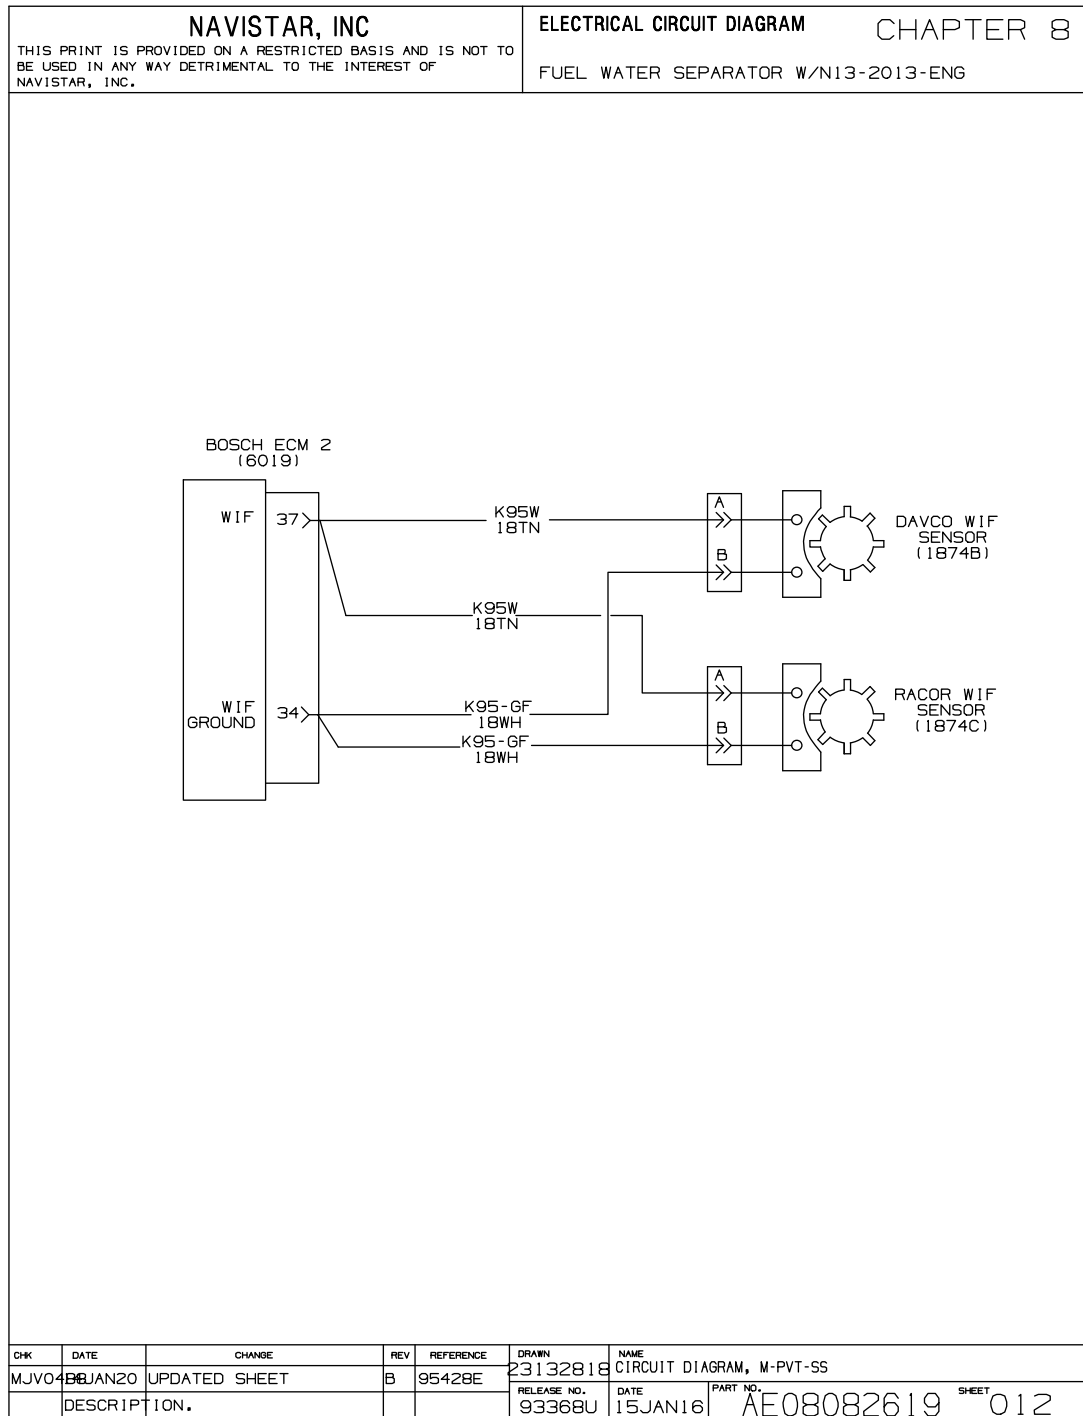 NAVISTAR, INC
THIS PRINT IS PROVIDED ON A RESTRICTED BASIS AND IS NOT TO
BE USED IN ANY WAY DETRIMENTAL TO THE INTEREST OF
NAVISTAR, INC.
ELECTRICAL CIRCUIT DIAGRAM
CHAPTER 8
FUEL WATER SEPARATOR W/N13-2013-ENG
BOSCH ECM 2
(6019)
WIF
37
K95W
18TN
A
B
DAVCO WIF
SENSOR
(1874B)
K95W
18TN
WIF
GROUND
34
K95-GF
18WH
K95-GF
18WH
A
B
RACOR WIF
SENSOR
(1874C)
CHK DATE CHANGE REV REFERENCE
UPDATED SHEET B 95428E
DESCRIPTION.
DRAWN
23132818
NAME
CIRCUIT DIAGRAM, M-PVT-SS
RELEASE NO.
93368U
DATE
15JAN16
PART NO.
AE08082619
SHEET
012